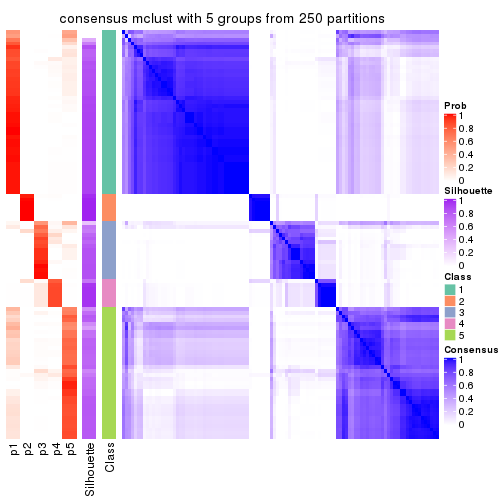 consensus mclust with 5 groups from 250 partitions
Prob
1
0.8
0.6
0.4
0.2
0
Silhouette
1
0.8
0.6
0.4
0.2
0
Class
1
2
3
4
5
Consensus
1
0.8
0.6
0.4
0.2
0
p1
p2
p3
p4
p5
Silhouette
Class